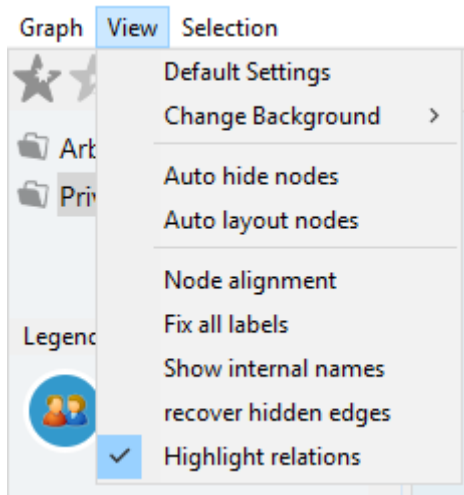 Graph View Selection
Default Settings
Change Background
Auto hide nodes
Auto layout nodes
Node alignment
Fix all labels
Show internal names
recover hidden edges
Highlight relations